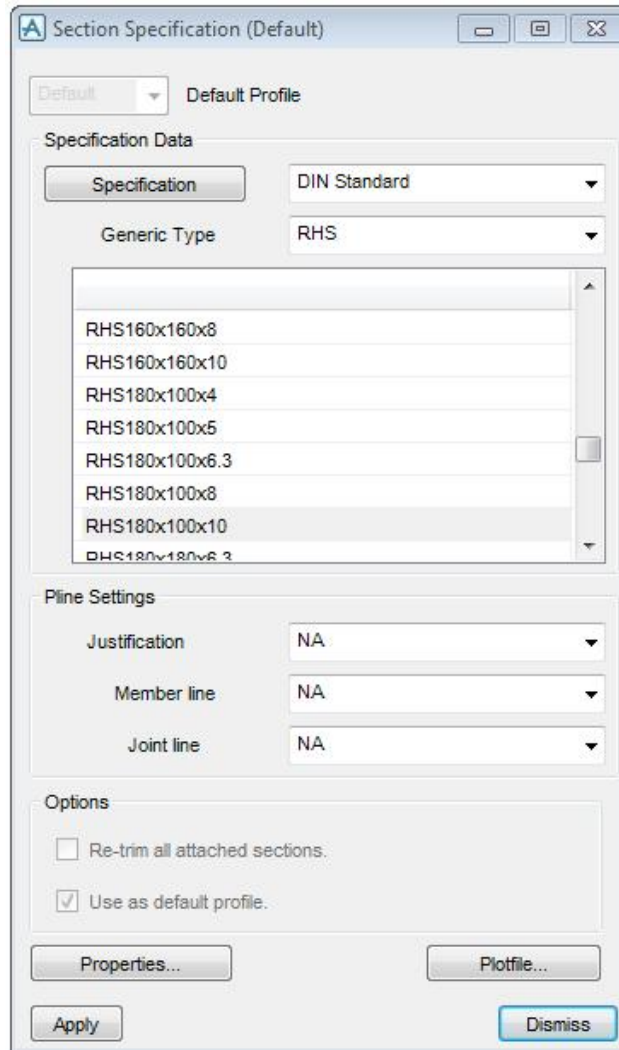 Section Specification (Default)
Default Default Profile
Specification Data
Specification DIN Standard
Generic Type RHS
RHS160x160x8
RHS160x160x10
RHS180x100x4
RHS180x100x5
RHS180x100x6.3
RHS180x100x8
RHS180x100x10
RHS180x180x6.3
Pline Settings
Justification NA
Member line NA
Joint line NA
Options
Re-trim all attached sections.
Use as default profile.
Properties... Plotfile...
Apply Dismiss